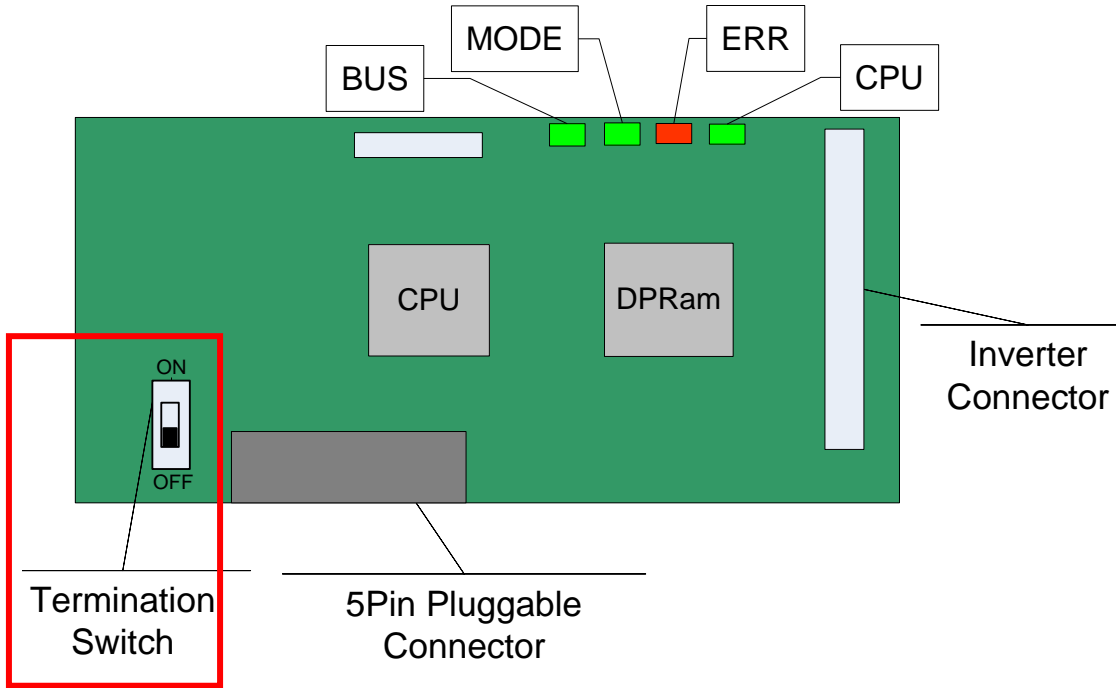 MODE
ERR
BUS
CPU
CPU
DPRam
Inverter
Connector
ON
OFF
Termination
Switch
5Pin Pluggable
Connector